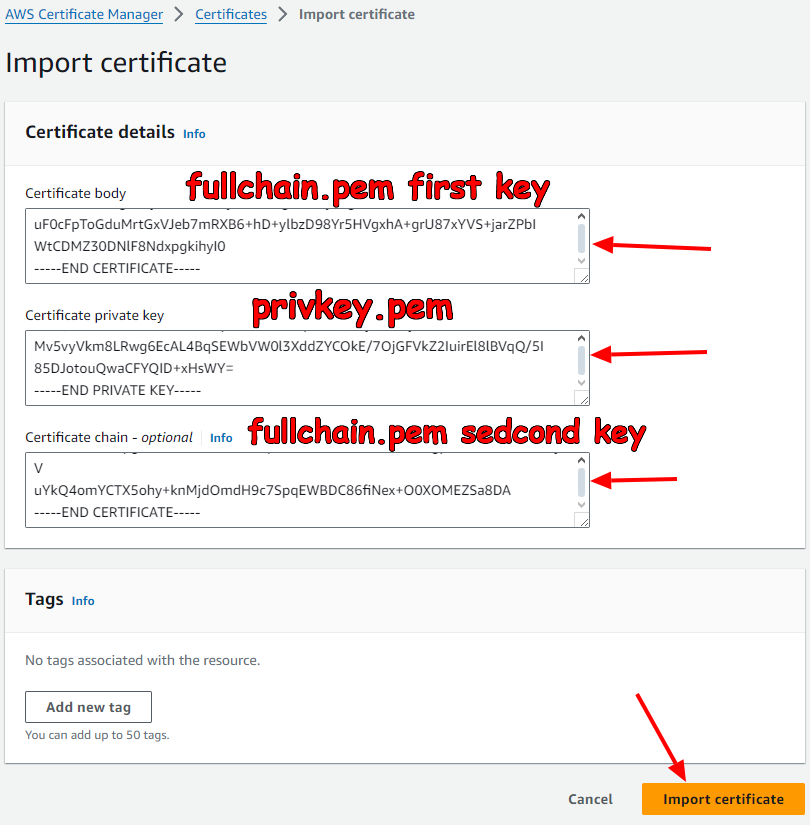 AWS Certificate Manager > Certificates > Import certificate
Import certificate
Certificate details Info
fullchain.pem first key
Certificate body
uF0cFpToGduMrtGxVJeb7mRXB6+hD+ylbzD98Yr5HVgxhA+grU87xYVS+jarZPbI
WtCDMZ30DNlF8NdxpgkihyI0
-----END CERTIFICATE-----
privkey.pem
Certificate private key
Mv5vyVkm8LRwg6EcAL4BqSEWbVW0l3XddZYCOkE/7OjGFVkZ2IuirEl8lBVqQ/5I
85DJotouQwaCFYQID+xHsWY=
-----END PRIVATE KEY-----
fullchain.pem sedcond key
Certificate chain - optional Info
V
uYkQ4omYCTX5ohy+knMjdOmdH9c7SpqEWBDC86fiNex+O0XOMEZSa8DA
-----END CERTIFICATE-----
Tags Info
No tags associated with the resource.
Add new tag
You can add up to 50 tags.
Cancel Import certificate